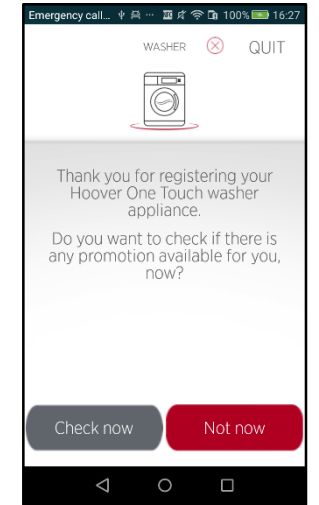 Emergency call... 100% 16:27
WASHER QUIT
Thank you for registering your
Hoover One Touch washer
appliance.
Do you want to check if there is
any promotion available for you,
now?
Check now Not now